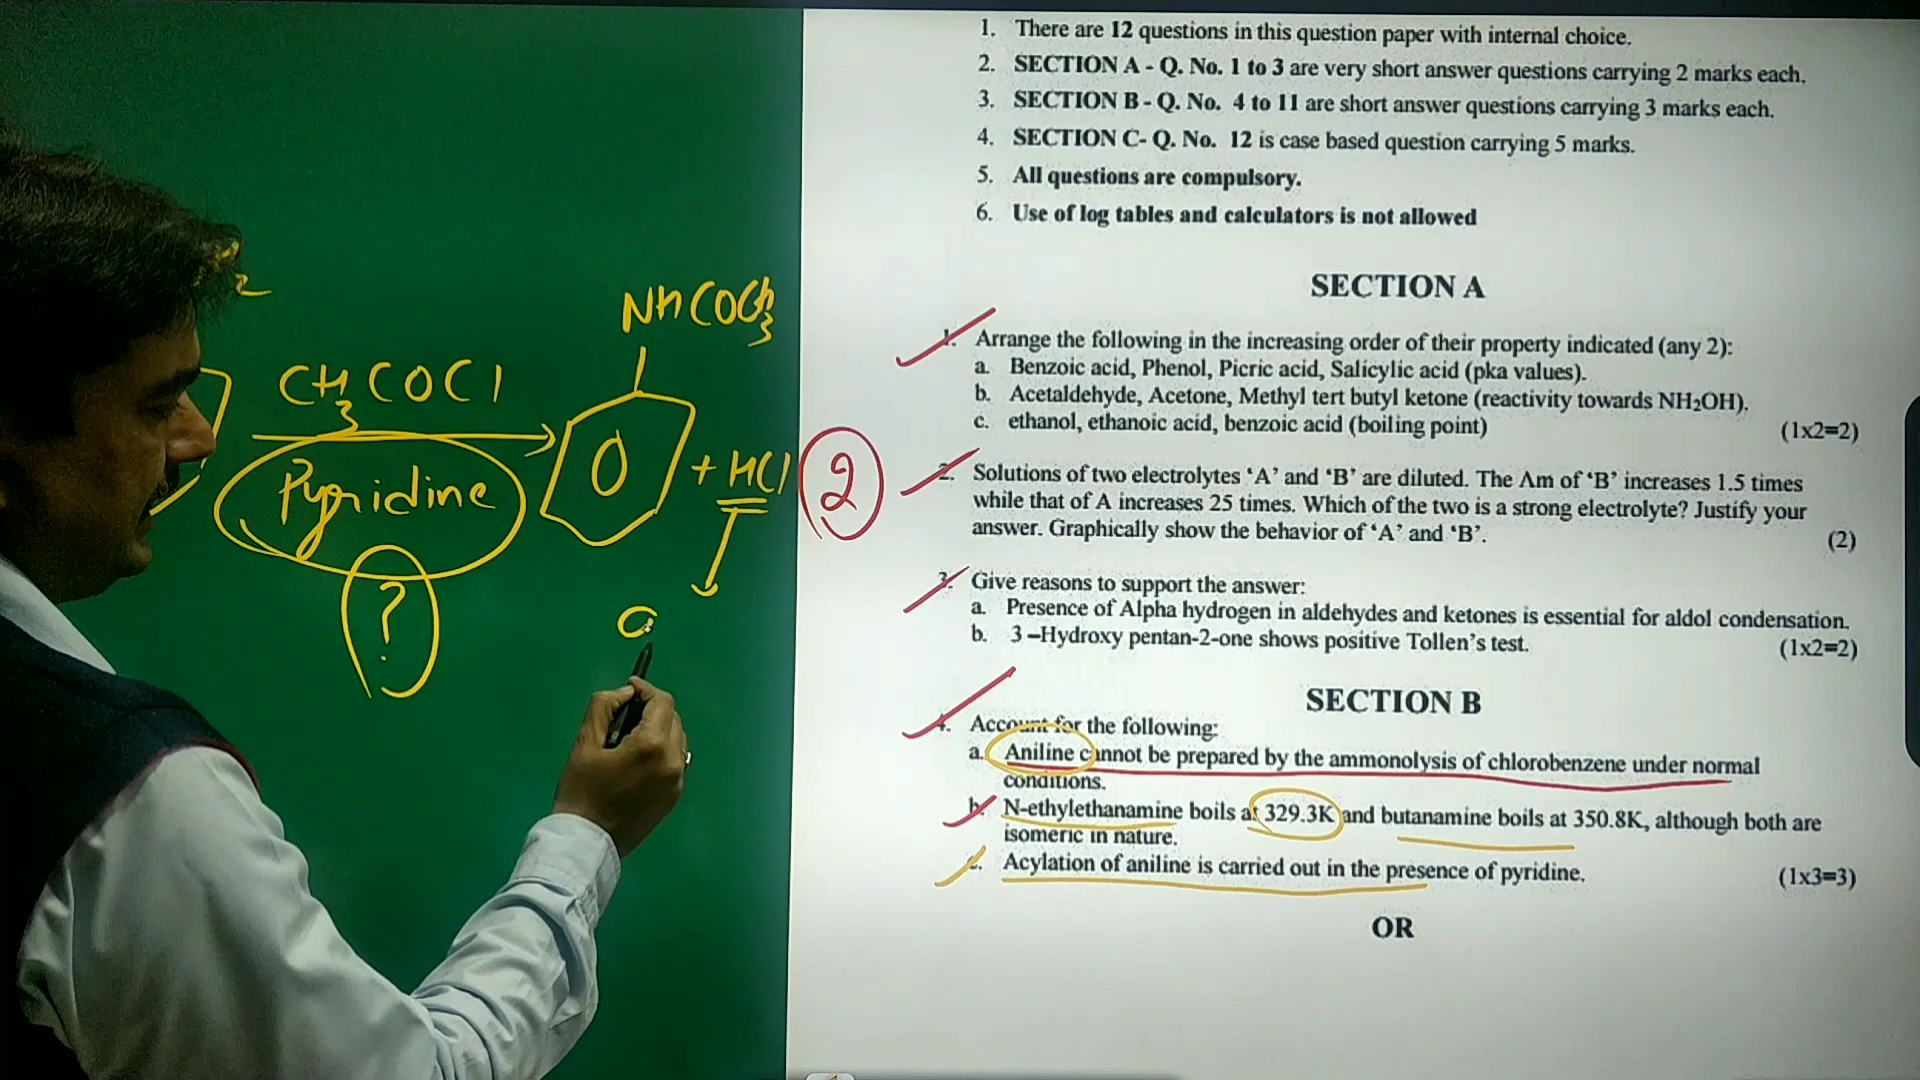 2
NHCOCH3
CH3COCl
O + HCl
Pyridine
?
a
2
1. There are 12 questions in this question paper with internal choice.
2. SECTION A - Q. No. 1 to 3 are very short answer questions carrying 2 marks each.
3. SECTION B - Q. No. 4 to 11 are short answer questions carrying 3 marks each.
4. SECTION C- Q. No. 12 is case based question carrying 5 marks.
5. All questions are compulsory.
6. Use of log tables and calculators is not allowed
SECTION A
1. Arrange the following in the increasing order of their property indicated (any 2):
a. Benzoic acid, Phenol, Picric acid, Salicylic acid (pka values).
b. Acetaldehyde, Acetone, Methyl tert butyl ketone (reactivity towards NH2OH).
c. ethanol, ethanoic acid, benzoic acid (boiling point) (1x2=2)
2. Solutions of two electrolytes ‘A’ and ‘B’ are diluted. The Λm of ‘B’ increases 1.5 times
while that of A increases 25 times. Which of the two is a strong electrolyte? Justify your
answer. Graphically show the behavior of ‘A’ and ‘B’. (2)
3. Give reasons to support the answer:
a. Presence of Alpha hydrogen in aldehydes and ketones is essential for aldol condensation.
b. 3 –Hydroxy pentan-2-one shows positive Tollen’s test. (1x2=2)
SECTION B
4. Account for the following:
a. Aniline cannot be prepared by the ammonolysis of chlorobenzene under normal
conditions.
b. N-ethylethanamine boils at 329.3K and butanamine boils at 350.8K, although both are
isomeric in nature.
c. Acylation of aniline is carried out in the presence of pyridine. (1x3=3)
OR